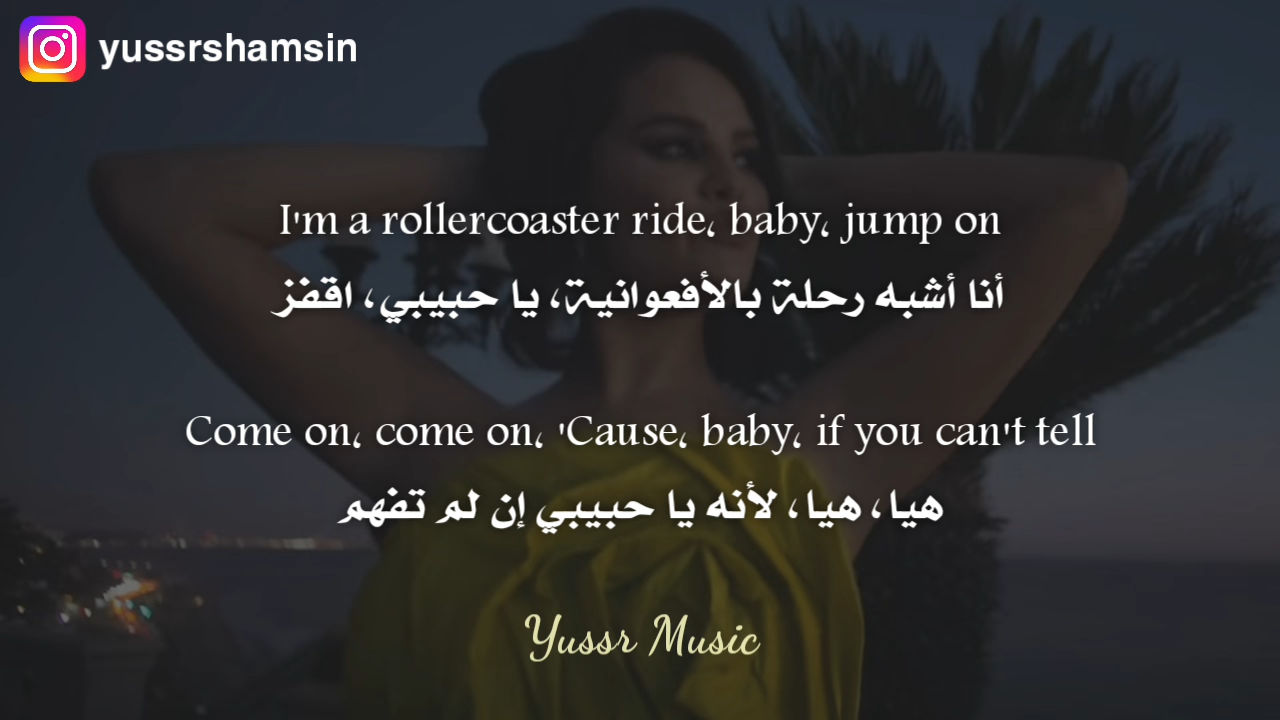 yussrshamsin
I'm a rollercoaster ride، baby، jump on
أنا أشبه رحلة بالأفعوانية، يا حبيبي، اقفز
Come on، come on، 'Cause، baby، if you can't tell
هيا، هيا، لأنه يا حبيبي إن لم تفهم
Yussr Music